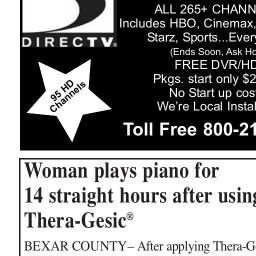 ALL 265+ CHANN
Includes HBO, Cinemax,
Starz, Sports...Ever
(Ends Soon, Ask Ho
FREE DVR/HD
Pkgs. start only $2
No Start up cos
We're Local Instal
Toll Free 800-21
DIRECTV
95 HD
Channels
Woman plays piano for
14 straight hours after using
Thera-Gesic®
BEXAR COUNTY– After applying Thera-G